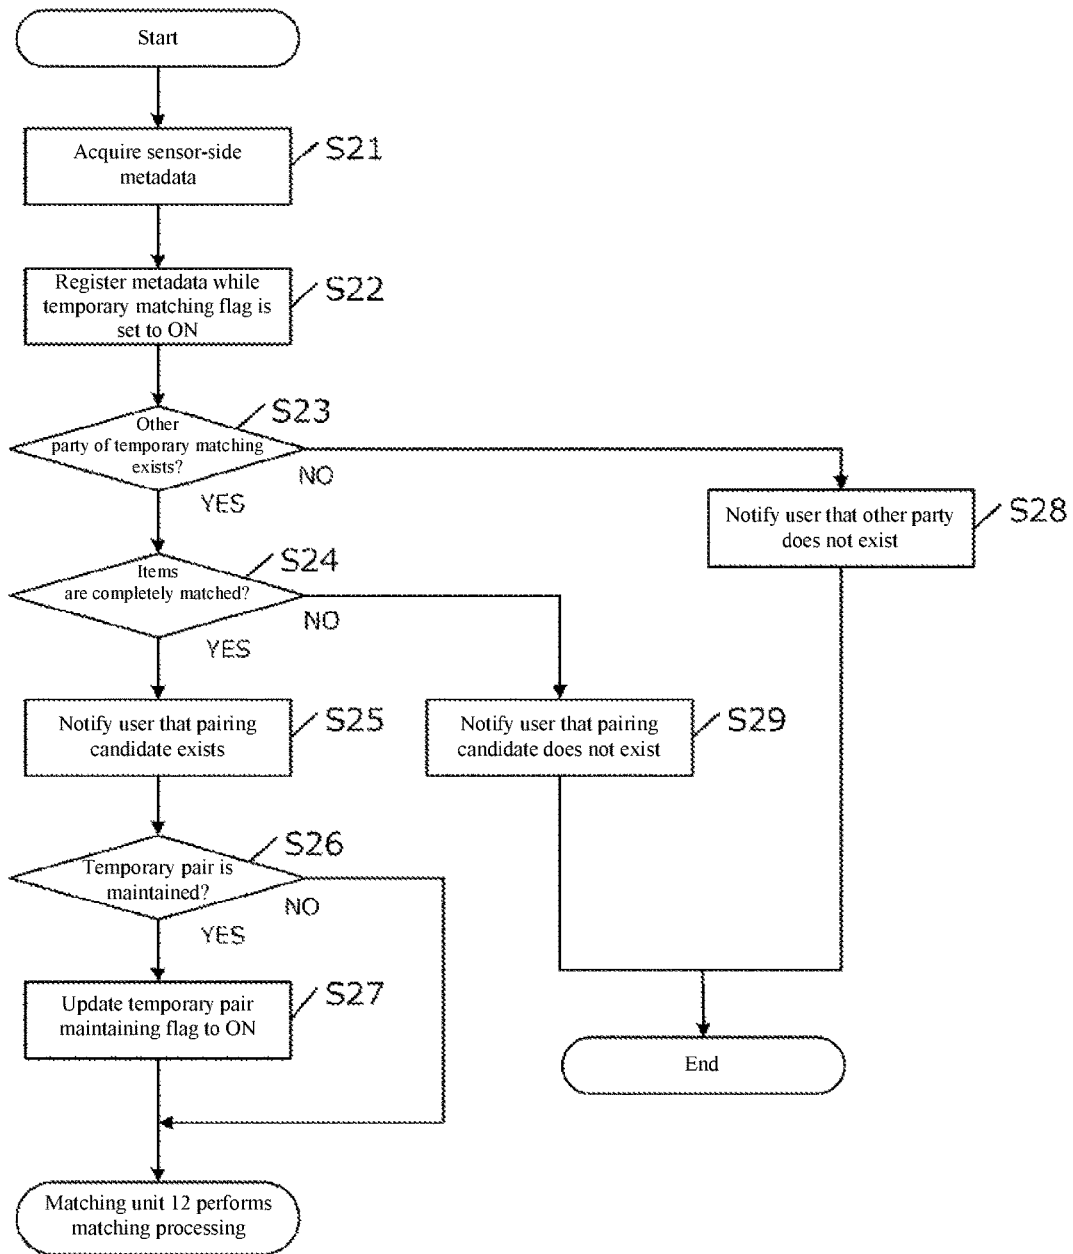 Start
Acquire sensor-side
metadata
S21
Register metadata while
temporary matching flag is
set to ON
S22
Other
party of temporary matching
exists?
S23
NO
YES
Notify user that other party
does not exist
S28
Items
are completely matched?
S24
NO
YES
Notify user that pairing
candidate exists
S25
Notify user that pairing
candidate does not exist
S29
Temporary pair is
maintained?
S26
NO
YES
Update temporary pair
maintaining flag to ON
S27
End
Matching unit 12 performs
matching processing